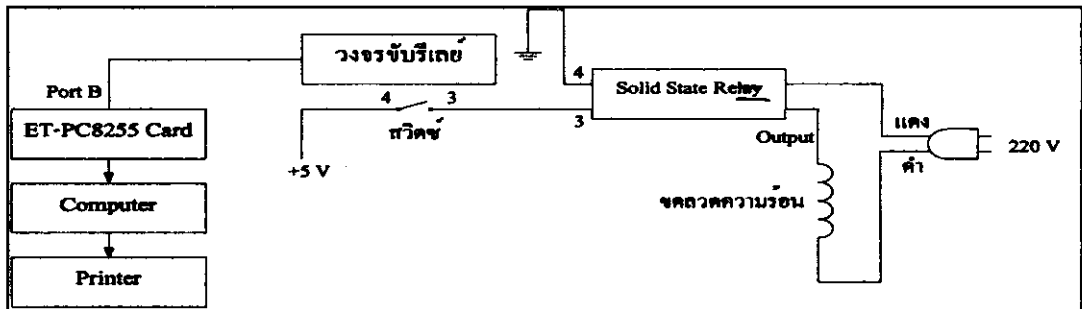 วงจรขับรีเลย์
Port B
ET-PC8255 Card
Computer
Printer
+5 V
4
3
สวิตช์
4
3
Solid State Relay
Output
ขดลวดความร้อน
แดง
ดำ
220 V